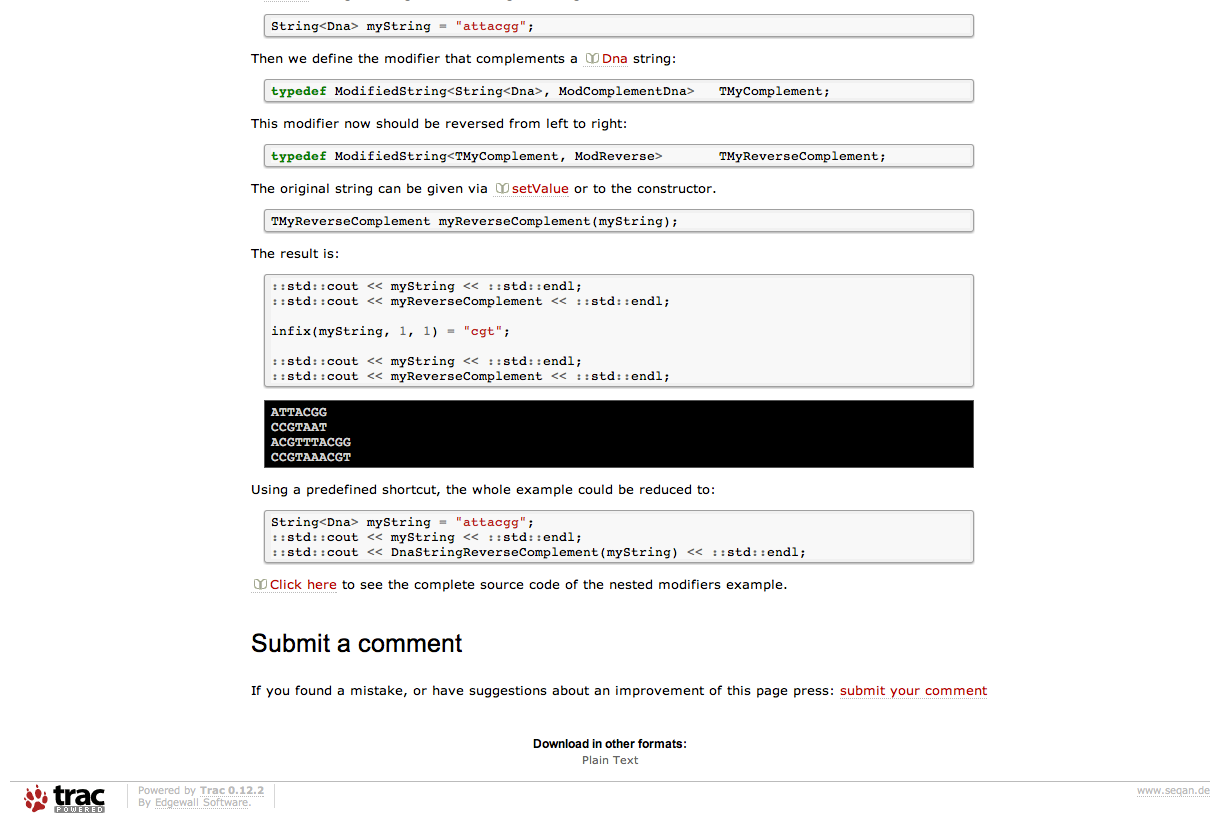 String<Dna> myString = "attacgg";
Then we define the modifier that complements a Dna string:
typedef ModifiedString<String<Dna>, ModComplementDna>   TMyComplement;
This modifier now should be reversed from left to right:
typedef ModifiedString<TMyComplement, ModReverse>       TMyReverseComplement;
The original string can be given via setValue or to the constructor.
TMyReverseComplement myReverseComplement(myString);
The result is:
::std::cout << myString << ::std::endl;
::std::cout << myReverseComplement << ::std::endl;
infix(myString, 1, 1) = "cgt";
::std::cout << myString << ::std::endl;
::std::cout << myReverseComplement << ::std::endl;
ATTACGG
CCGTAAT
ACGTTTACGG
CCGTAAACGT
Using a predefined shortcut, the whole example could be reduced to:
String<Dna> myString = "attacgg";
::std::cout << myString << ::std::endl;
::std::cout << DnaStringReverseComplement(myString) << ::std::endl;
Click here to see the complete source code of the nested modifiers example.
Submit a comment
If you found a mistake, or have suggestions about an improvement of this page press: submit your comment
Download in other formats:
Plain Text
trac
POWERED
Powered by Trac 0.12.2
By Edgewall Software.
www.seqan.de